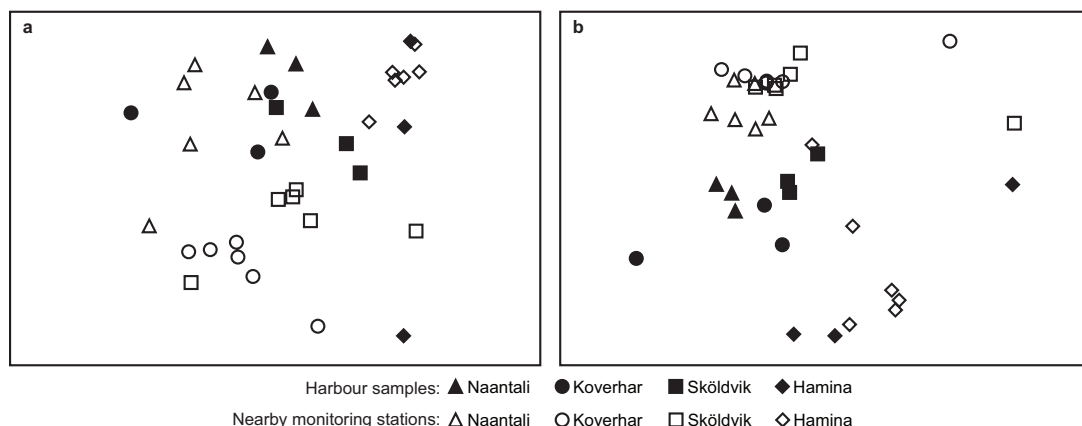 a
b
Harbour samples: Naantali Koverhar Sköldvik Hamina
Nearby monitoring stations: Naantali Koverhar Sköldvik Hamina